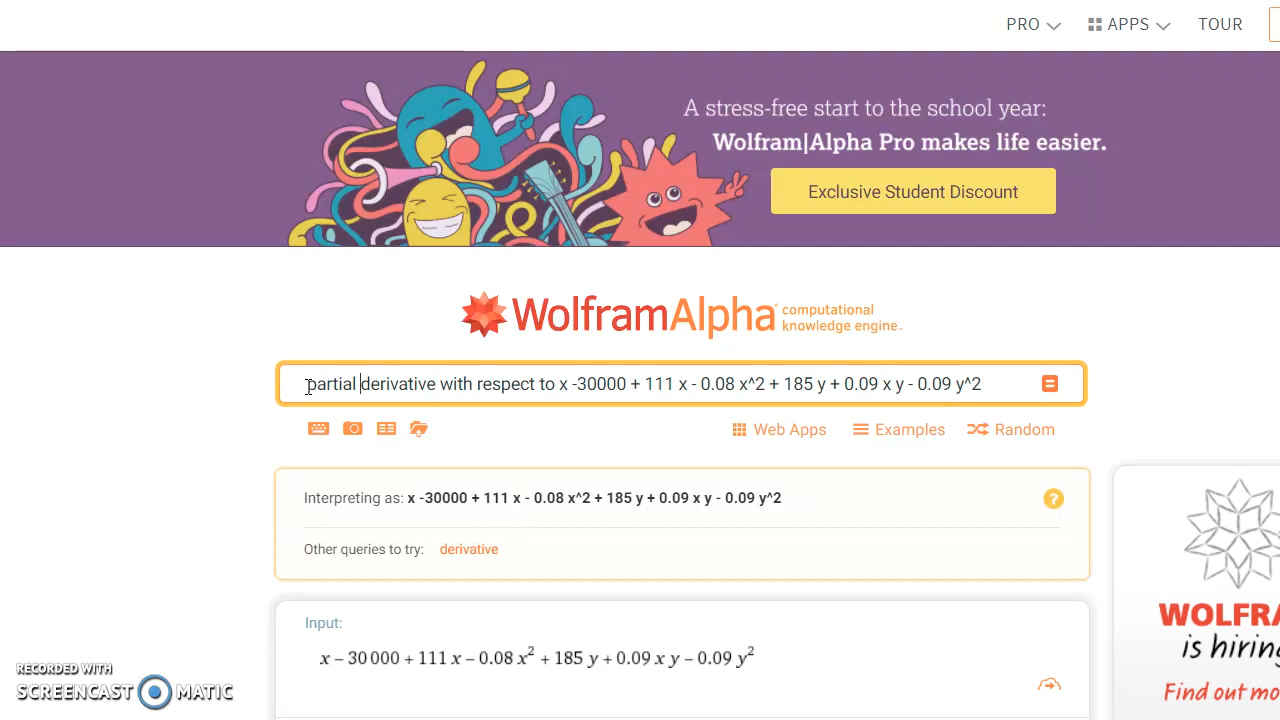 PRO APPS TOUR
A stress-free start to the school year:
Wolfram|Alpha Pro makes life easier.
Exclusive Student Discount
WolframAlpha computational
knowledge engine
partial derivative with respect to x -30000 + 111 x - 0.08 x^2 + 185 y + 0.09 x y - 0.09 y^2
Web Apps Examples Random
Interpreting as: x -30000 + 111 x - 0.08 x^2 + 185 y + 0.09 x y - 0.09 y^2
?
Other queries to try: derivative
Input:
x − 30 000 + 111 x − 0.08 x² + 185 y + 0.09 x y − 0.09 y²
WOLFRA
is hiring
Find out mo
RECORDED WITH
SCREENCAST MATIC